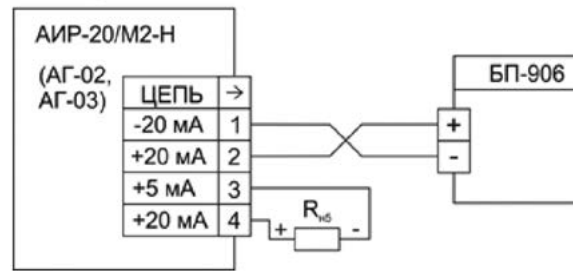 АИР-20/М2-Н
(АГ-02,
АГ-03)
ЦЕПЬ →
-20 мА 1
+20 мА 2
+5 мА 3
+20 мА 4
+ Rн5 -
БП-906
+
-